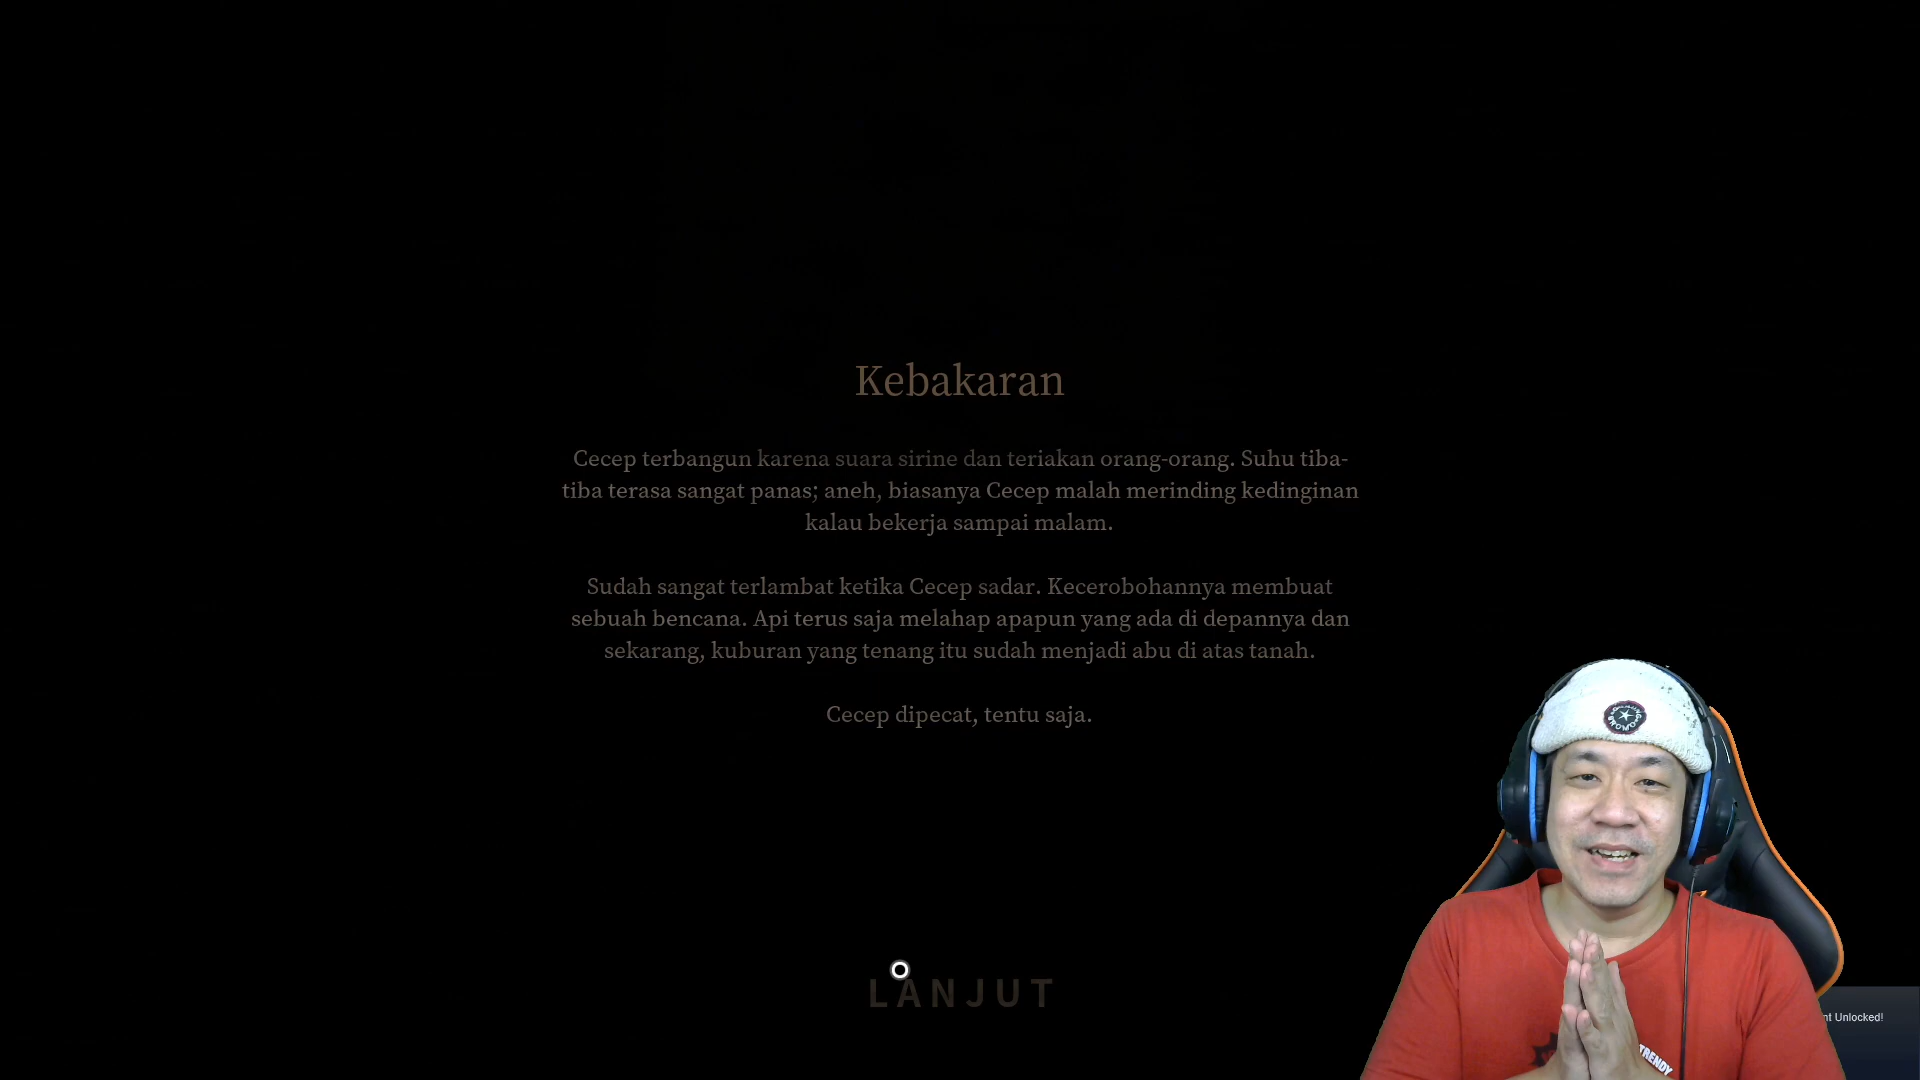 Kebakaran
Cecep terbangun karena suara sirine dan teriakan orang-orang. Suhu tiba-
tiba terasa sangat panas; aneh, biasanya Cecep malah merinding kedinginan
kalau bekerja sampai malam.
Sudah sangat terlambat ketika Cecep sadar. Kecerobohannya membuat
sebuah bencana. Api terus saja melahap apapun yang ada di depannya dan
sekarang, kuburan yang tenang itu sudah menjadi abu di atas tanah.
Cecep dipecat, tentu saja.
LANJUT
nt Unlocked!
TRENDY